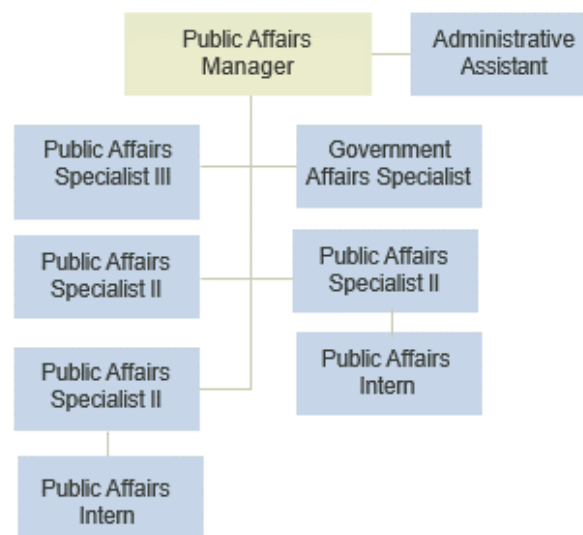 Public Affairs
Manager
Administrative
Assistant
Public Affairs
Specialist III
Government
Affairs Specialist
Public Affairs
Specialist II
Public Affairs
Specialist II
Public Affairs
Specialist II
Public Affairs
Intern
Public Affairs
Intern